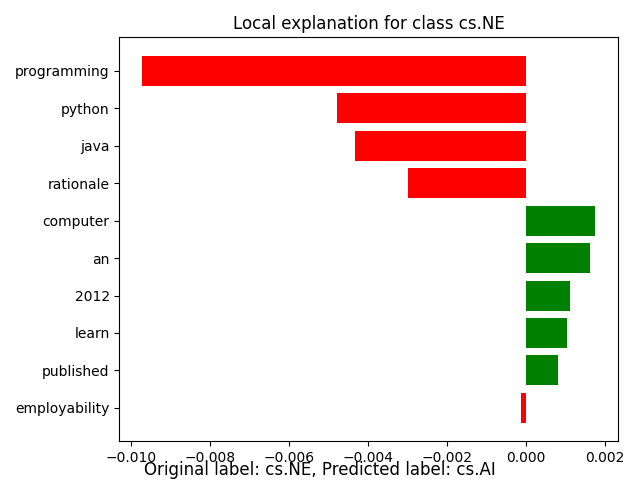 Local explanation for class cs.NE
programming
python
java
rationale
computer
an
2012
learn
published
employability
−0.010 −0.008 −0.006 −0.004 −0.002 0.000 0.002
Original label: cs.NE, Predicted label: cs.AI